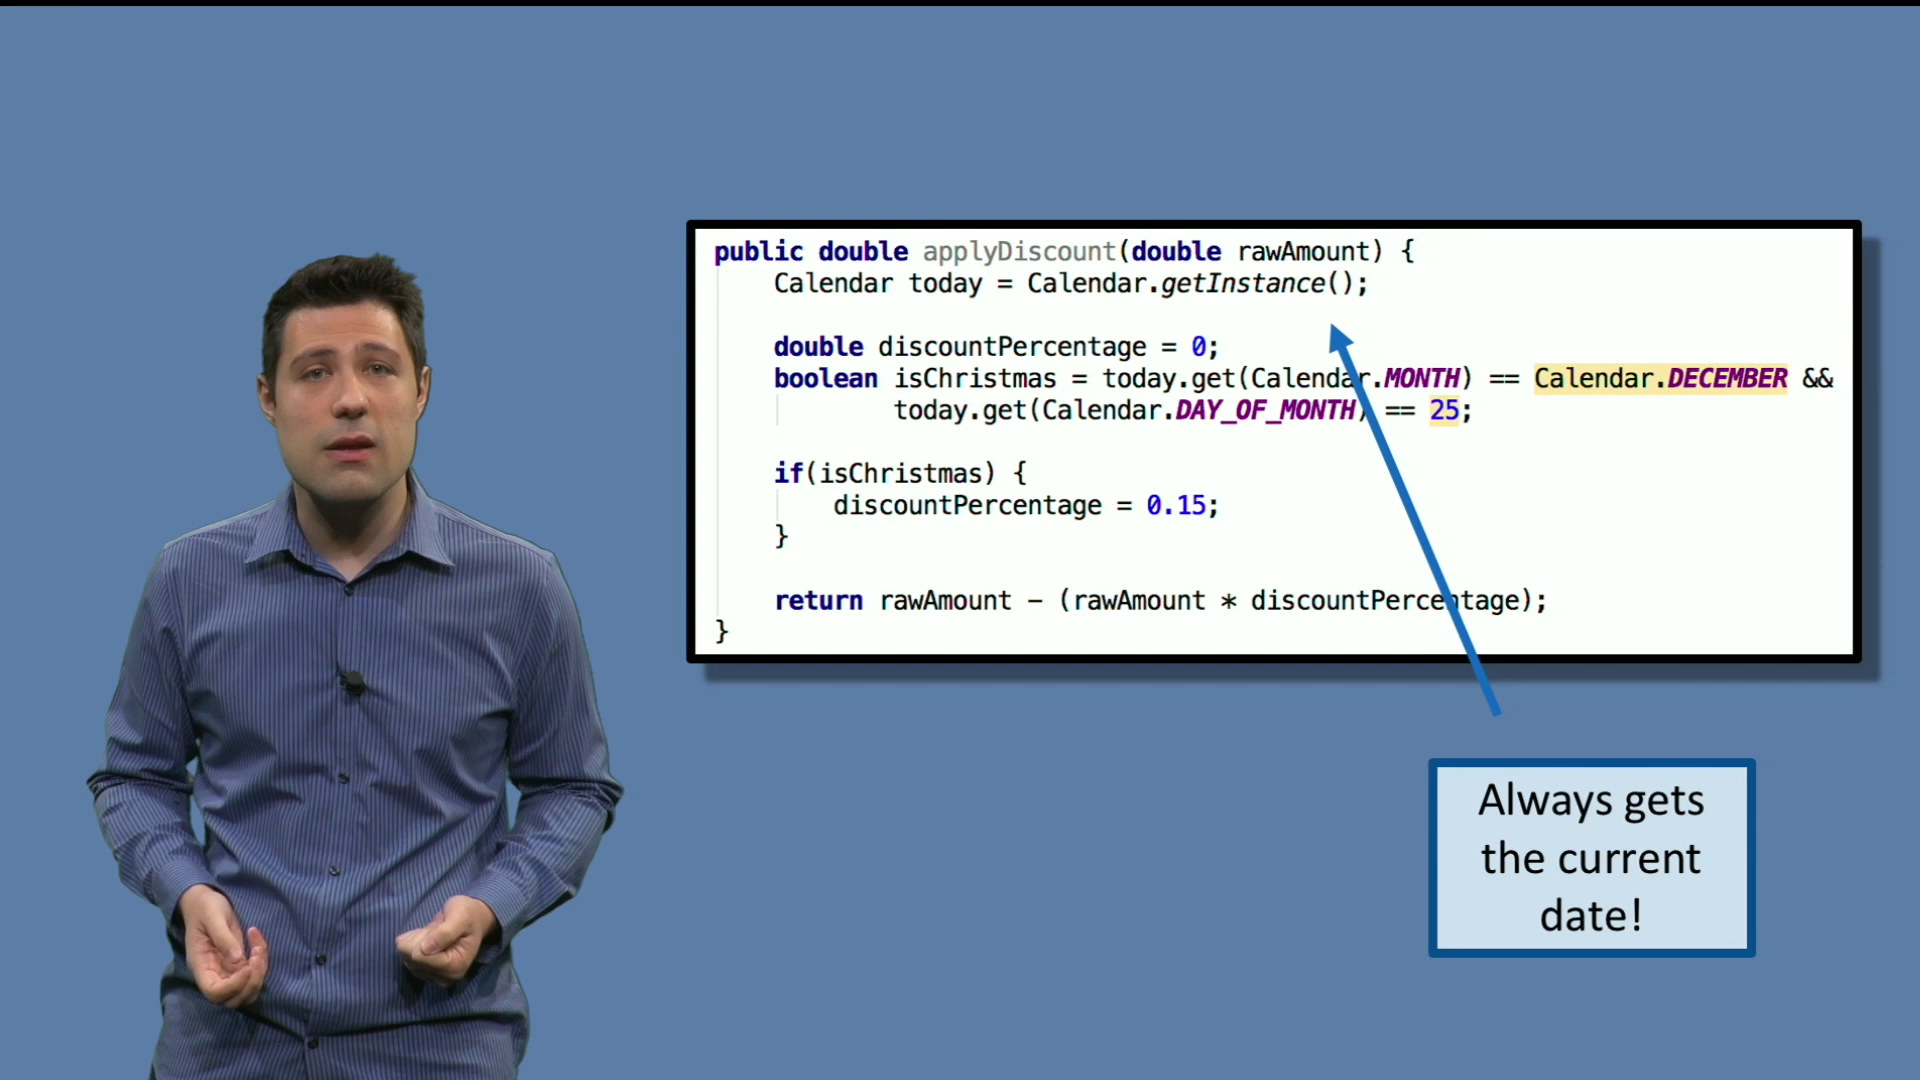 public double applyDiscount(double rawAmount) {
    Calendar today = Calendar.getInstance();
    double discountPercentage = 0;
    boolean isChristmas = today.get(Calendar.MONTH) == Calendar.DECEMBER &&
            today.get(Calendar.DAY_OF_MONTH) == 25;
    if(isChristmas) {
        discountPercentage = 0.15;
    }
    return rawAmount - (rawAmount * discountPercentage);
}
Always gets
the current
date!